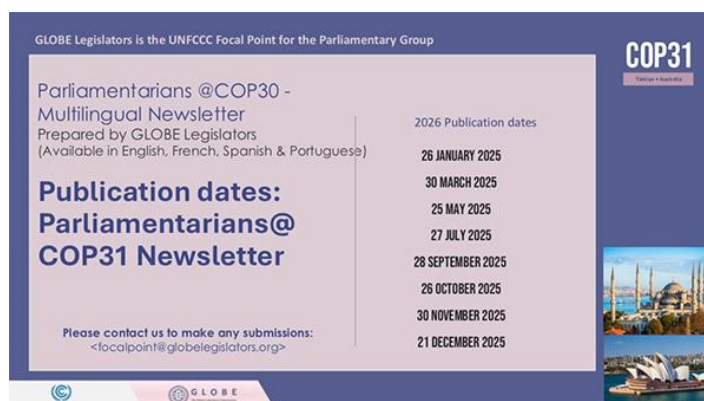 GLOBE Legislators is the UNFCCC Focal Point for the Parliamentary Group
COP31
Türkiye + Australia
Parliamentarians @COP30 -
Multilingual Newsletter
Prepared by GLOBE Legislators
(Available in English, French, Spanish & Portuguese)
Publication dates:
Parliamentarians@
COP31 Newsletter
Please contact us to make any submissions:
<focalpoint@globelegislators.org>
2026 Publication dates
26 JANUARY 2025
30 MARCH 2025
25 MAY 2025
27 JULY 2025
28 SEPTEMBER 2025
26 OCTOBER 2025
30 NOVEMBER 2025
21 DECEMBER 2025
GLOBE